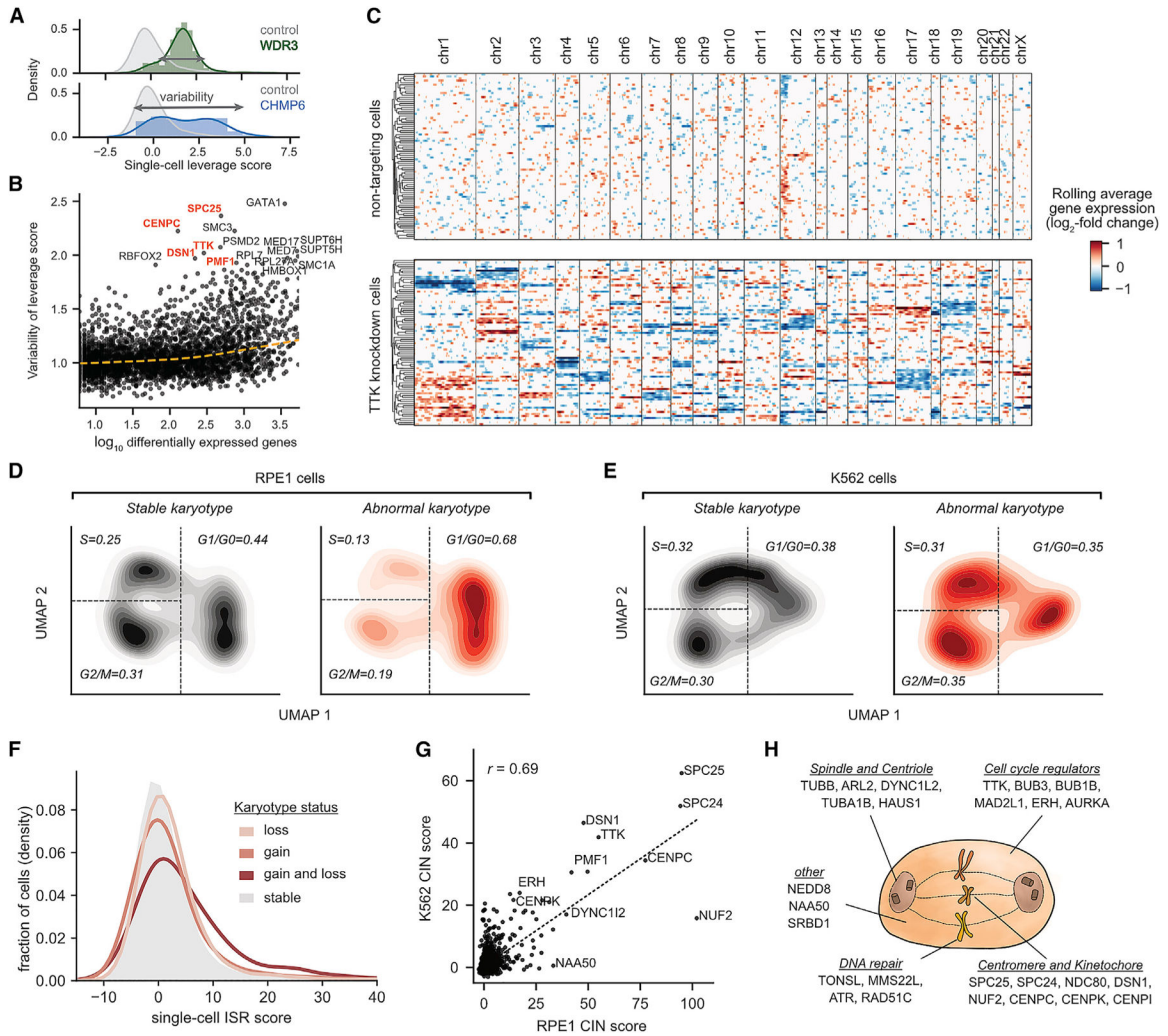 A
0.5
0.0
0.5
0.0
Density
control
WDR3
control
CHMP6
variability
−2.5 0.0 2.5 5.0 7.5
Single-cell leverage score
B
2.5
2.0
1.5
1.0
Variability of leverage score
SPC25
GATA1
CENPC
SMC3
PSMD2 MED17 SUPT6H
DSN1 TTK
MED7 SUPT5H
RBFOX2
PMF1 RPL7
RPL27A SMC1A
HMBOX1
1.0 1.5 2.0 2.5 3.0 3.5
log10 differentially expressed genes
C
chr1 chr2 chr3 chr4 chr5 chr6 chr7 chr8 chr9 chr10 chr11 chr12 chr13 chr14 chr15 chr16 chr17 chr18 chr19 chr20 chr21 chr22 chrX
non-targeting cells
TTK knockdown cells
Rolling average
gene expression
(log2-fold change)
1
0
−1
D
RPE1 cells
Stable karyotype
Abnormal karyotype
S=0.25 G1/G0=0.44
S=0.13 G1/G0=0.68
G2/M=0.31
G2/M=0.19
UMAP 2
UMAP 1
E
K562 cells
Stable karyotype
Abnormal karyotype
S=0.32 G1/G0=0.38
S=0.31 G1/G0=0.35
G2/M=0.30
G2/M=0.35
UMAP 2
UMAP 1
F
fraction of cells (density)
0.08
0.06
0.04
0.02
0.00
Karyotype status
loss
gain
gain and loss
stable
−10 0 10 20 30 40
single-cell ISR score
G
r = 0.69
K562 CIN score
60
40
20
0
SPC25
SPC24
DSN1
TTK
PMF1
CENPC
ERH
CENPK
DYNC1I2
NUF2
NAA50
0 25 50 75 100
RPE1 CIN score
H
Spindle and Centriole
TUBB, ARL2, DYNC1L2,
TUBA1B, HAUS1
Cell cycle regulators
TTK, BUB3, BUB1B,
MAD2L1, ERH, AURKA
other
NEDD8
NAA50
SRBD1
DNA repair
TONSL, MMS22L,
ATR, RAD51C
Centromere and Kinetochore
SPC25, SPC24, NDC80, DSN1,
NUF2, CENPC, CENPK, CENPI